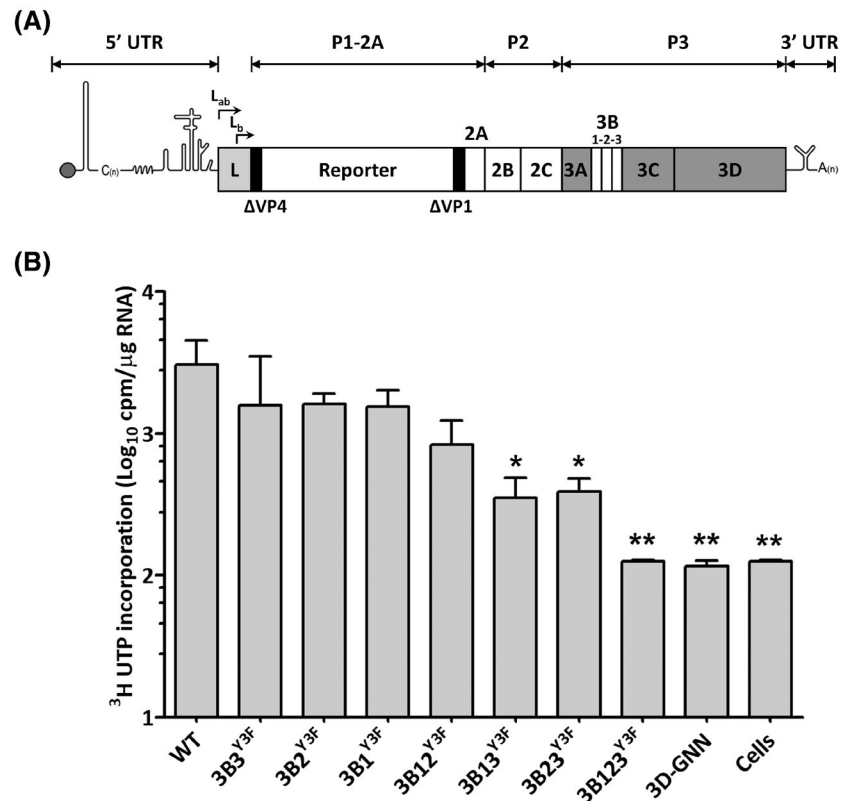 (A)
5' UTR P1-2A P2 P3 3' UTR
Lab
Lb
2A 3B
1-2-3
C(n) L Reporter 2B 2C 3A 3C 3D A(n)
ΔVP4 ΔVP1
(B)
³H UTP incorporation (Log₁₀ cpm/µg RNA)
4
3
2
1
* *
** ** **
WT 3B3^Y3F 3B2^Y3F 3B1^Y3F 3B12^Y3F 3B13^Y3F 3B23^Y3F 3B123^Y3F 3D-GNN Cells